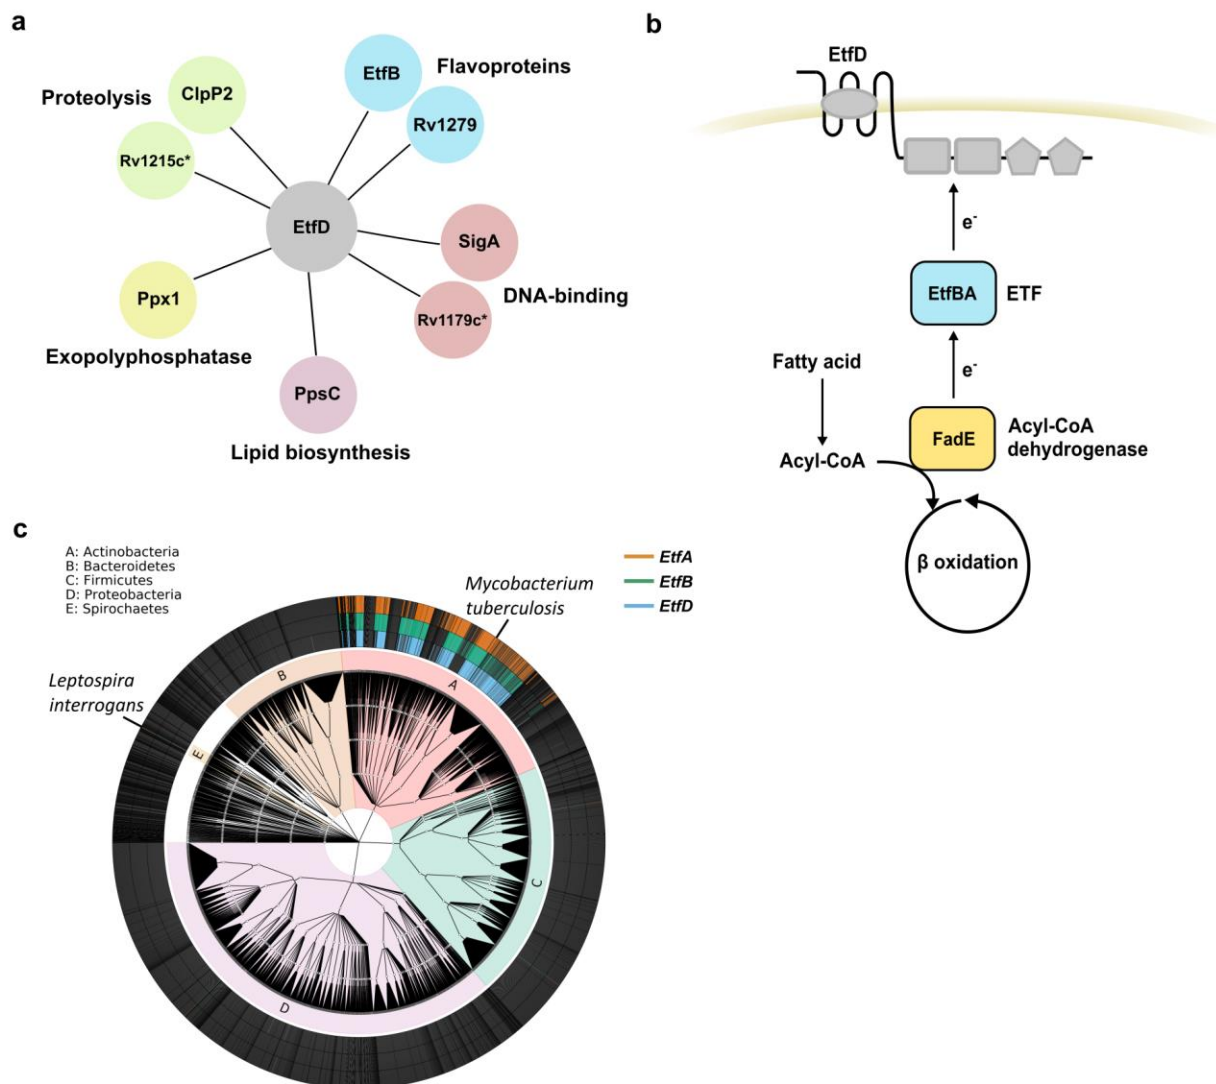 a
EtfB
Flavoproteins
Proteolysis
ClpP2
Rv1279
Rv1215c*
EtfD
SigA
DNA-binding
Ppx1
Rv1179c*
Exopolyphosphatase
PpsC
Lipid biosynthesis
b
EtfD
e-
EtfBA
ETF
e-
Fatty acid
FadE
Acyl-CoA
dehydrogenase
Acyl-CoA
β oxidation
c
A: Actinobacteria
B: Bacteroidetes
C: Firmicutes
D: Proteobacteria
E: Spirochaetes
EtfA
EtfB
EtfD
Mycobacterium
tuberculosis
Leptospira
interrogans
A
B
C
D
E